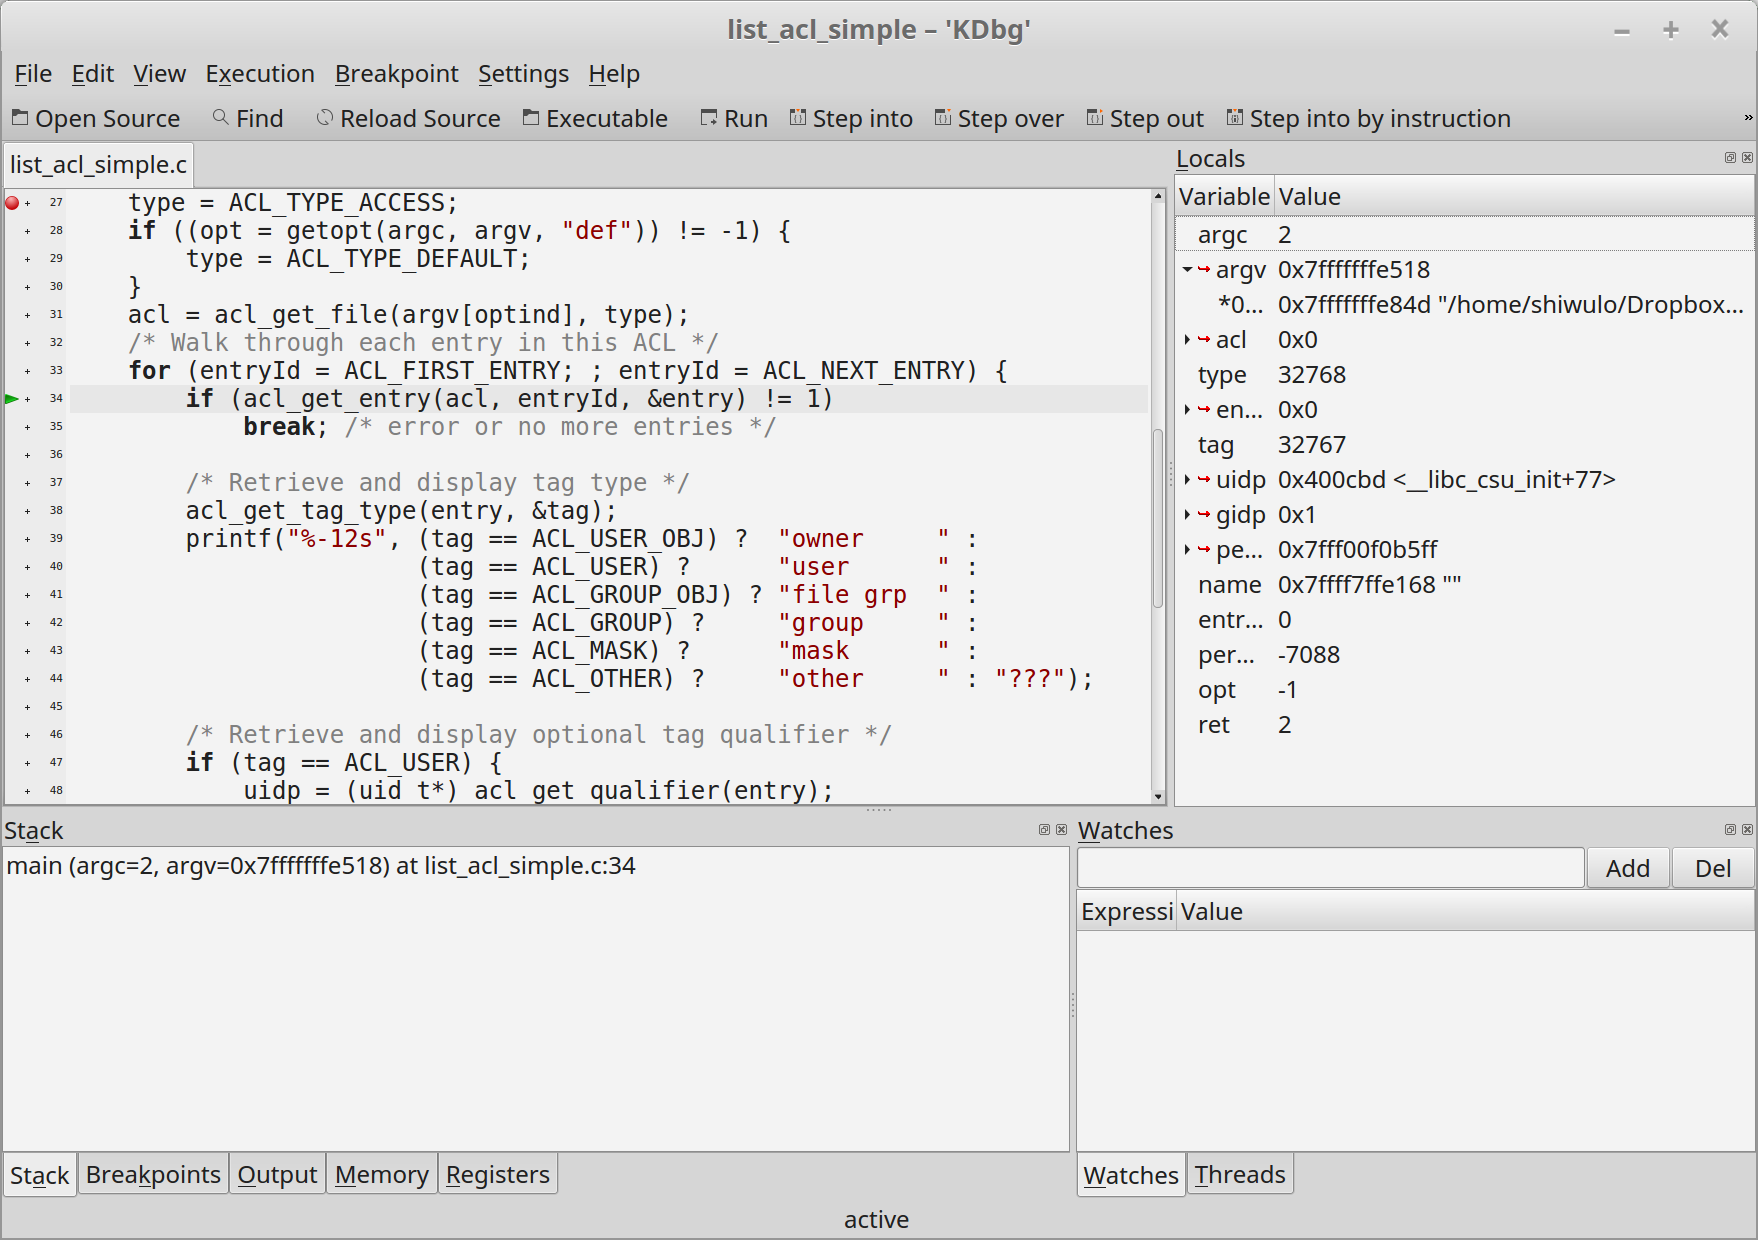 list_acl_simple – 'KDbg'
File Edit View Execution Breakpoint Settings Help
Open Source Find Reload Source Executable Run Step into Step over Step out Step into by instruction »
list_acl_simple.c
27 type = ACL_TYPE_ACCESS;
28 if ((opt = getopt(argc, argv, "def")) != -1) {
29 type = ACL_TYPE_DEFAULT;
30 }
31 acl = acl_get_file(argv[optind], type);
32 /* Walk through each entry in this ACL */
33 for (entryId = ACL_FIRST_ENTRY; ; entryId = ACL_NEXT_ENTRY) {
34 if (acl_get_entry(acl, entryId, &entry) != 1)
35 break; /* error or no more entries */
36
37 /* Retrieve and display tag type */
38 acl_get_tag_type(entry, &tag);
39 printf("%-12s", (tag == ACL_USER_OBJ) ? "owner     " :
40 (tag == ACL_USER) ?      "user      " :
41 (tag == ACL_GROUP_OBJ) ? "file grp  " :
42 (tag == ACL_GROUP) ?     "group     " :
43 (tag == ACL_MASK) ?      "mask      " :
44 (tag == ACL_OTHER) ?     "other     " : "???");
45
46 /* Retrieve and display optional tag qualifier */
47 if (tag == ACL_USER) {
48 uidp = (uid_t*) acl_get_qualifier(entry);
Locals
Variable Value
argc 2
argv 0x7fffffffe518
*0... 0x7fffffffe84d "/home/shiwulo/Dropbox...
acl 0x0
type 32768
en... 0x0
tag 32767
uidp 0x400cbd <__libc_csu_init+77>
gidp 0x1
pe... 0x7fff00f0b5ff
name 0x7ffff7ffe168 ""
entr... 0
per... -7088
opt -1
ret 2
Stack
main (argc=2, argv=0x7fffffffe518) at list_acl_simple.c:34
Stack Breakpoints Output Memory Registers
Watches
Add Del
Expressi Value
Watches Threads
active